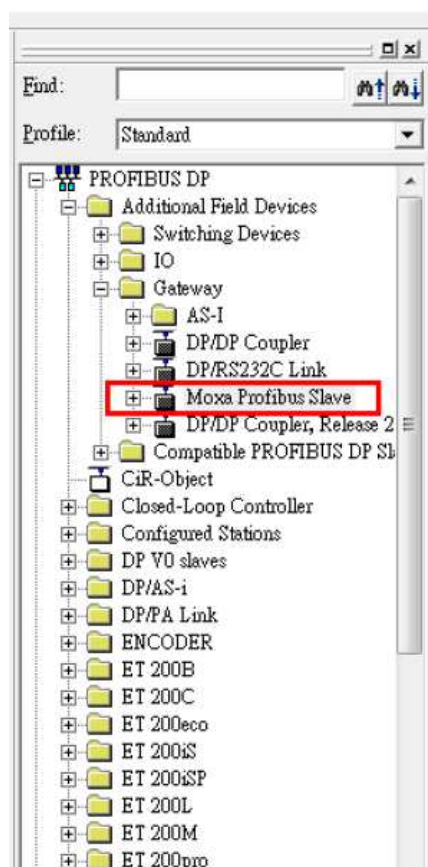 Find:
Profile: Standard
PROFIBUS DP
Additional Field Devices
Switching Devices
IO
Gateway
AS-I
DP/DP Coupler
DP/RS232C Link
Moxa Profibus Slave
DP/DP Coupler, Release 2
Compatible PROFIBUS DP Sl
CiR-Object
Closed-Loop Controller
Configured Stations
DP V0 slaves
DP/AS-i
DP/PA Link
ENCODER
ET 200B
ET 200C
ET 200eco
ET 200iS
ET 200iSP
ET 200L
ET 200M
ET 200pro